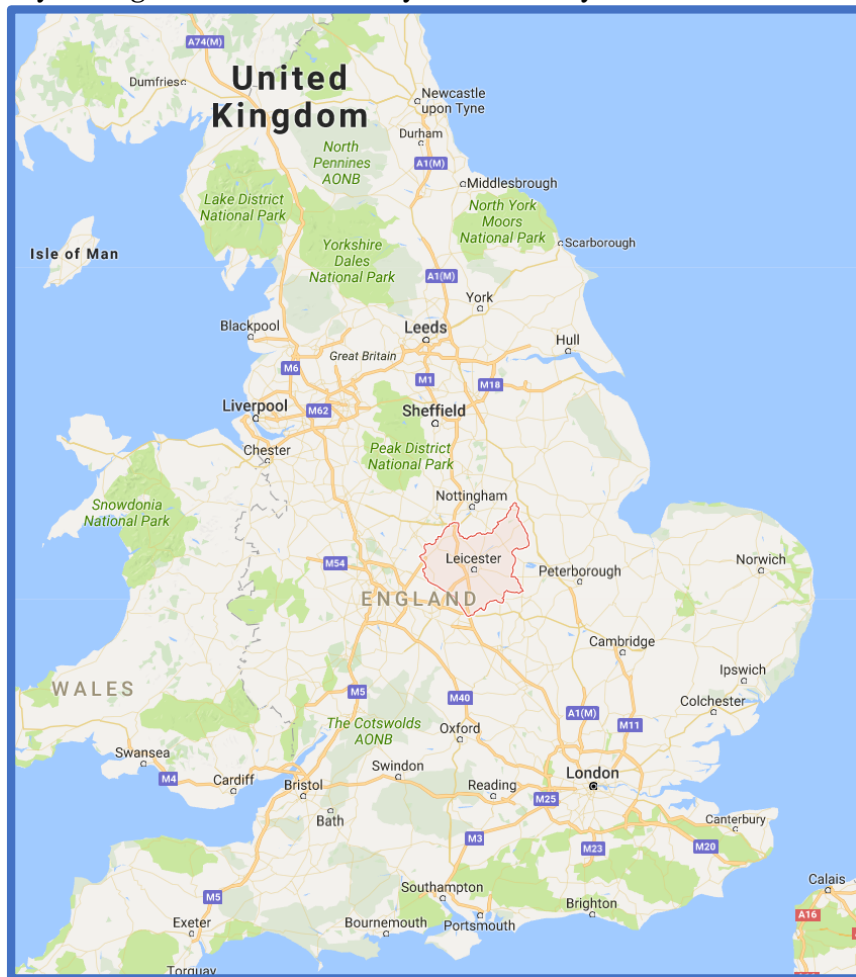 A74(M)
Dumfries
United
Kingdom
Newcastle
upon Tyne
Durham
North
Pennines
AONB
A1(M)
Middlesbrough
Lake District
National Park
North York
Moors
National Park
Yorkshire
Dales
National Park
Scarborough
Isle of Man
A1(M)
York
Blackpool
Leeds
Hull
Great Britain
M6
M1
M18
Liverpool
M62
Sheffield
Chester
Peak District
National Park
Snowdonia
National Park
Nottingham
M54
Leicester
Peterborough
Norwich
ENGLAND
Cambridge
Ipswich
WALES
M5
M40
Colchester
The Cotswolds
AONB
A1(M)
M11
Oxford
Swansea
M4
Cardiff
Bristol
Swindon
Reading
London
M25
Bath
Canterbury
M3
M23
M20
Calais
Southampton
M5
Brighton
A16
Exeter
Bournemouth
Portsmouth
Torquay